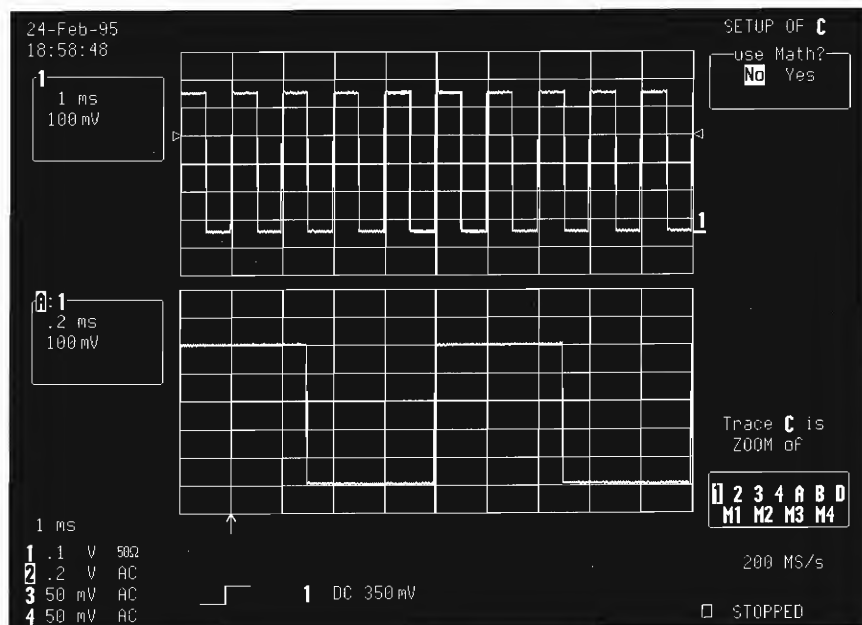 24-Feb-95
18:58:48
1
1 ms
100 mV
SETUP OF C
use Math?
No Yes
1
A:1
.2 ms
100 mV
Trace C is
ZOOM of
1 2 3 4 A B D
M1 M2 M3 M4
1 ms
1 .1 V 50Ω
2 .2 V AC
3 50 mV AC
4 50 mV AC
1 DC 350 mV
200 MS/s
STOPPED